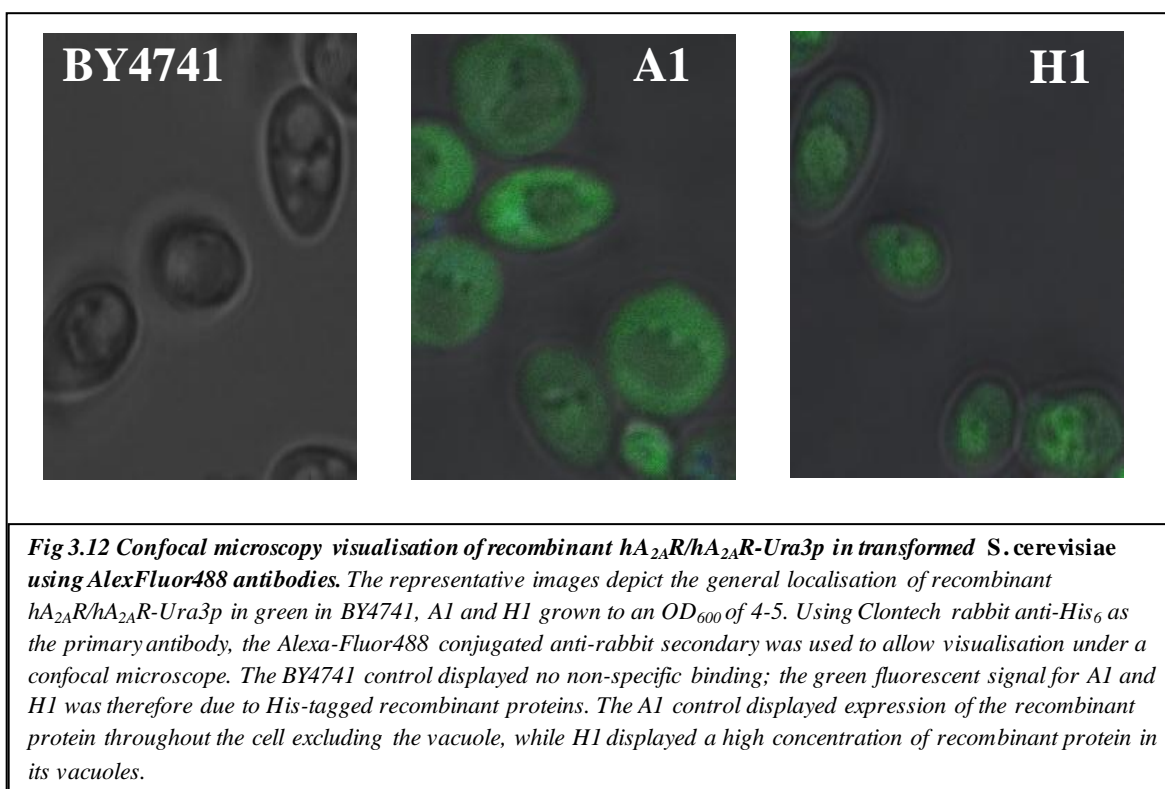 BY4741 A1 H1
Fig 3.12 Confocal microscopy visualisation of recombinant hA2AR/hA2AR-Ura3p in transformed S. cerevisiae
using AlexFluor488 antibodies. The representative images depict the general localisation of recombinant
hA2AR/hA2AR-Ura3p in green in BY4741, A1 and H1 grown to an OD600 of 4-5. Using Clontech rabbit anti-His6 as
the primary antibody, the Alexa-Fluor488 conjugated anti-rabbit secondary was used to allow visualisation under a
confocal microscope. The BY4741 control displayed no non-specific binding; the green fluorescent signal for A1 and
H1 was therefore due to His-tagged recombinant proteins. The A1 control displayed expression of the recombinant
protein throughout the cell excluding the vacuole, while H1 displayed a high concentration of recombinant protein in
its vacuoles.